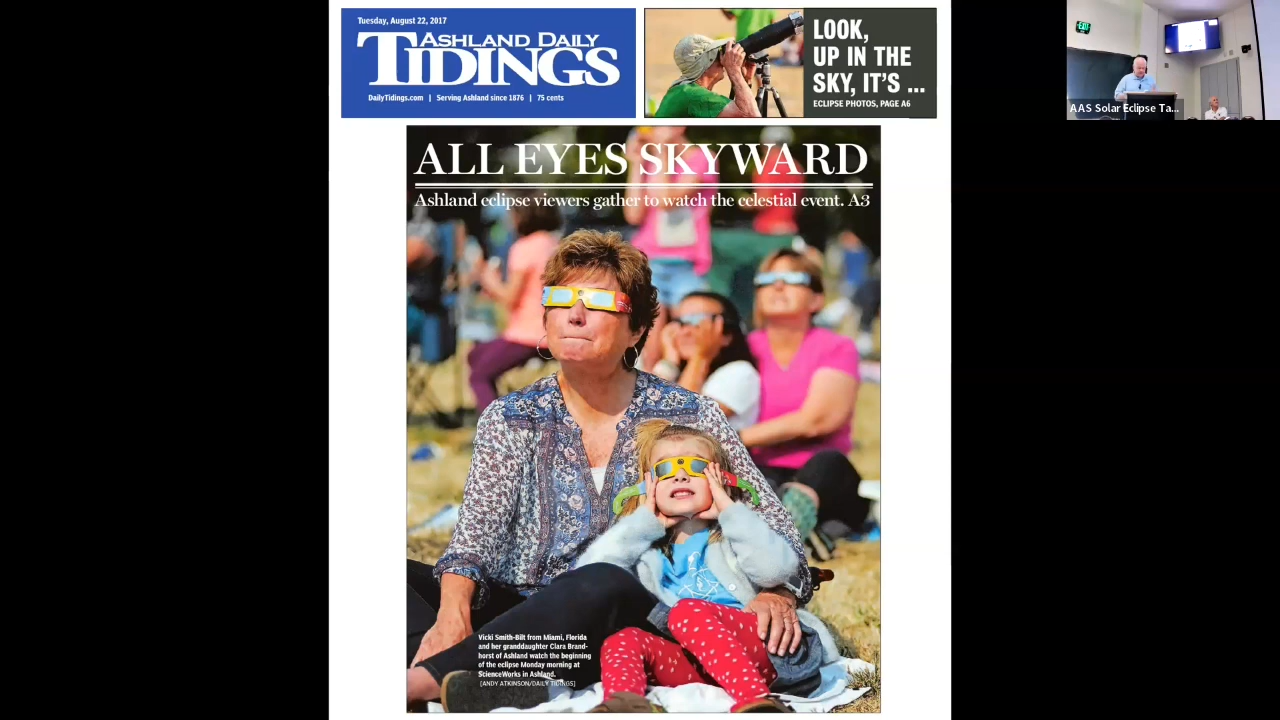 Tuesday, August 22, 2017
ASHLAND DAILY
TIDINGS
DailyTidings.com | Serving Ashland since 1876 | 75 cents
LOOK,
UP IN THE
SKY, IT'S ...
ECLIPSE PHOTOS, PAGE A6
EXIT
AAS Solar Eclipse Ta...
ALL EYES SKYWARD
Ashland eclipse viewers gather to watch the celestial event. A3
Vicki Smith-Bilt from Miami, Florida
and her granddaughter Clara Brand-
horst of Ashland watch the beginning
of the eclipse Monday morning at
ScienceWorks in Ashland.
[ANDY ATKINSON/DAILY TIDINGS]